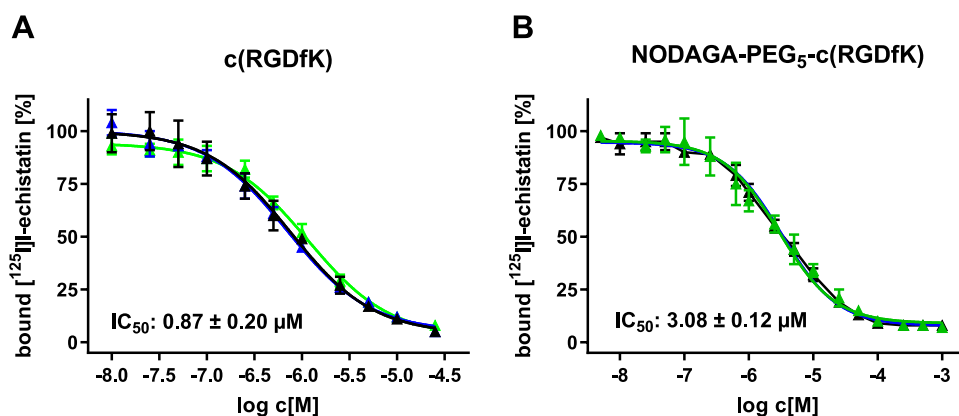 A
c(RGDfK)
bound [¹²⁵I]I-echistatin [%]
100
75
50
25
0
IC₅₀: 0.87 ± 0.20 µM
-8.0 -7.5 -7.0 -6.5 -6.0 -5.5 -5.0 -4.5
log c[M]
B
NODAGA-PEG₅-c(RGDfK)
bound [¹²⁵I]I-echistatin [%]
100
75
50
25
0
IC₅₀: 3.08 ± 0.12 µM
-8 -7 -6 -5 -4 -3
log c[M]